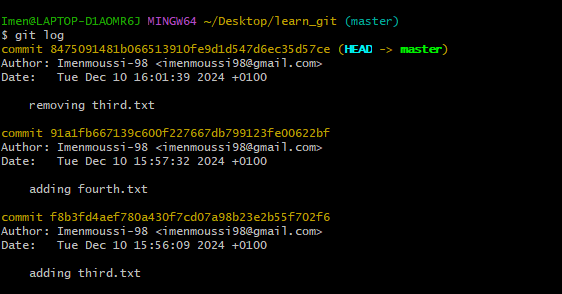 Imen@LAPTOP-D1AOMR6J MINGW64 ~/Desktop/learn_git (master)
$ git log
commit 8475091481b066513910fe9d1d547d6ec35d57ce (HEAD -> master)
Author: Imenmoussi-98 <imenmoussi98@gmail.com>
Date:   Tue Dec 10 16:01:39 2024 +0100
    removing third.txt
commit 91a1fb667139c600f227667db799123fe00622bf
Author: Imenmoussi-98 <imenmoussi98@gmail.com>
Date:   Tue Dec 10 15:57:32 2024 +0100
    adding fourth.txt
commit f8b3fd4aef780a430f7cd07a98b23e2b55f702f6
Author: Imenmoussi-98 <imenmoussi98@gmail.com>
Date:   Tue Dec 10 15:56:09 2024 +0100
    adding third.txt